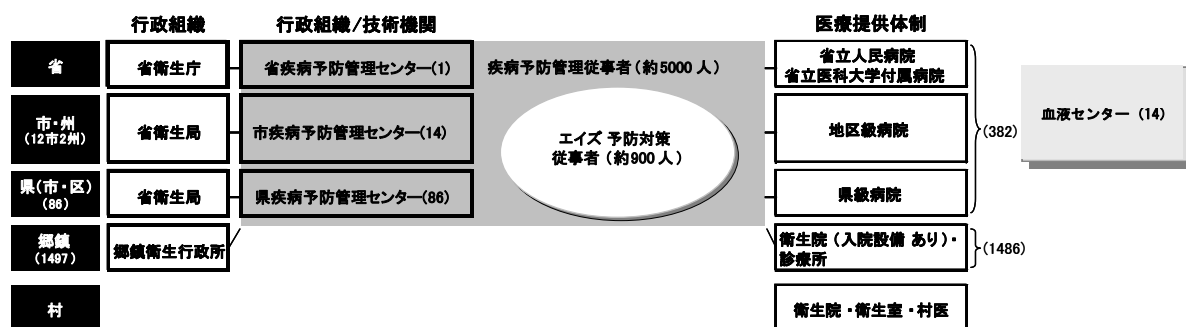 行政組織
行政組織/技術機関
医療提供体制
省
省衛生庁
省疾病予防管理センター(1)
疾病予防管理従事者(約5000人)
省立人民病院
省立医科大学付属病院
市・州
(12市2州)
省衛生局
市疾病予防管理センター(14)
エイズ 予防対策
従事者(約900人)
地区級病院
(382)
血液センター (14)
県(市・区)
(86)
省衛生局
県疾病予防管理センター(86)
県級病院
郷鎮
(1497)
郷鎮衛生行政所
衛生院(入院設備 あり)・
診療所
(1486)
村
衛生院・衛生室・村医